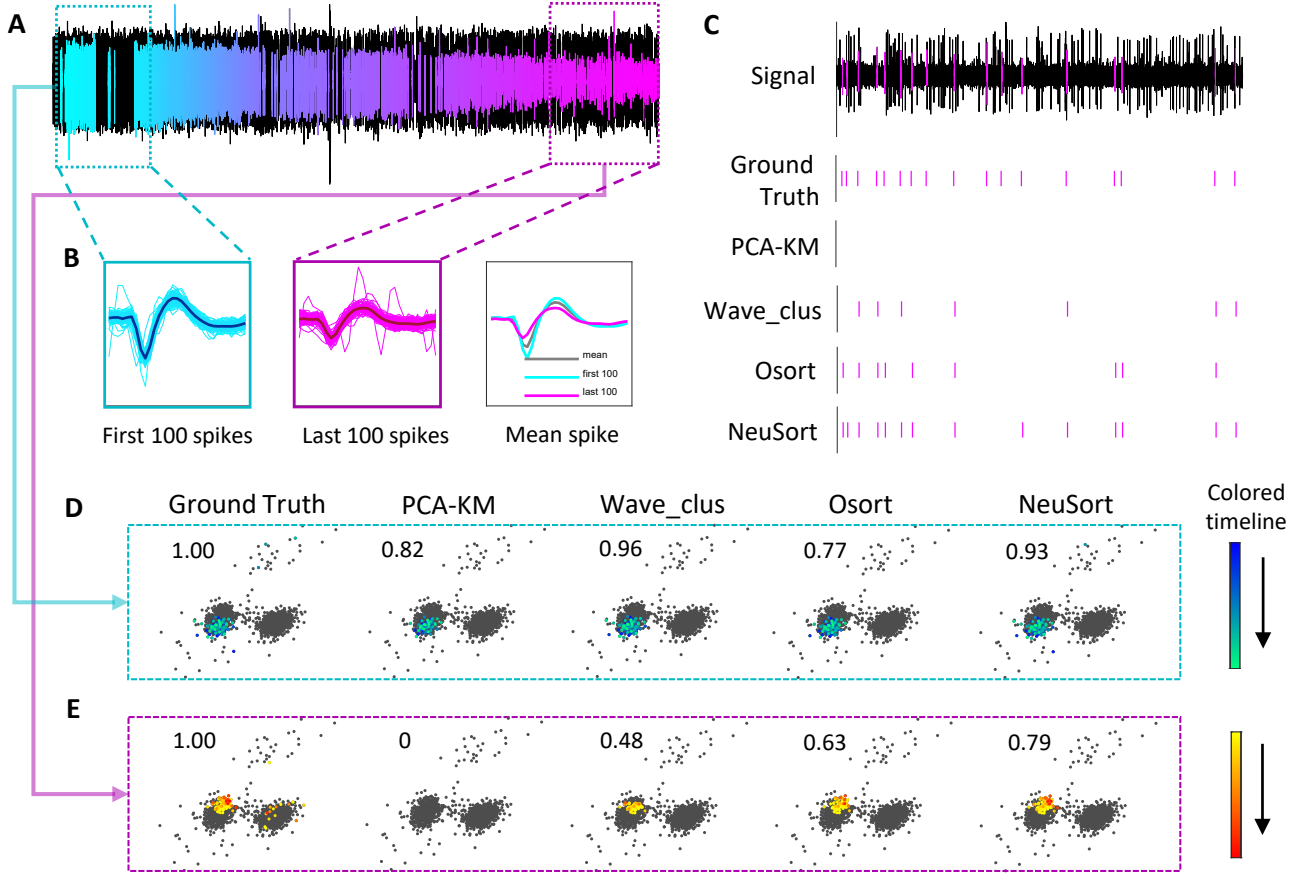 A
C
Signal
Ground
Truth
PCA-KM
Wave_clus
Osort
NeuSort
B
mean
first 100
last 100
First 100 spikes
Last 100 spikes
Mean spike
D
Ground Truth
PCA-KM
Wave_clus
Osort
NeuSort
Colored
timeline
1.00
0.82
0.96
0.77
0.93
E
1.00
0
0.48
0.63
0.79